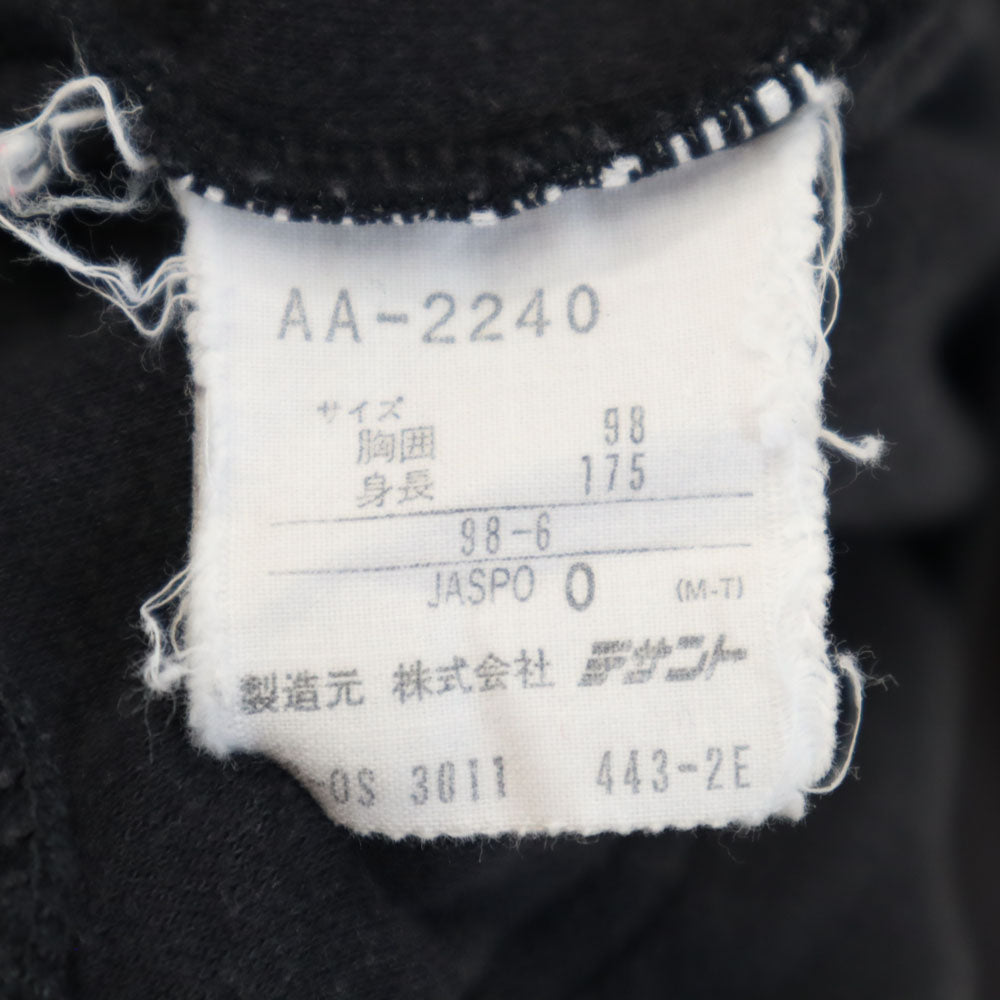 AA-2240
サイズ
胸囲 98
身長 175
98-6
JASPO O (M-T)
製造元 株式会社 デサント
-OS 3011 443-2E